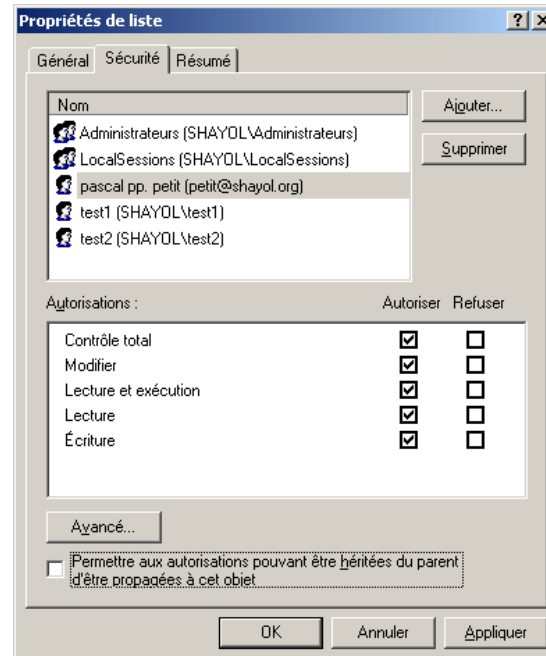 Propriétés de liste
Général Sécurité Résumé
Nom
Administrateurs (SHAYOL\Administrateurs)
LocalSessions (SHAYOL\LocalSessions)
pascal pp. petit (petit@shayol.org)
test1 (SHAYOL\test1)
test2 (SHAYOL\test2)
Ajouter...
Supprimer
Autorisations : Autoriser Refuser
Contrôle total
Modifier
Lecture et exécution
Lecture
Écriture
Avancé...
Permettre aux autorisations pouvant être héritées du parent
d'être propagées à cet objet
OK Annuler Appliquer